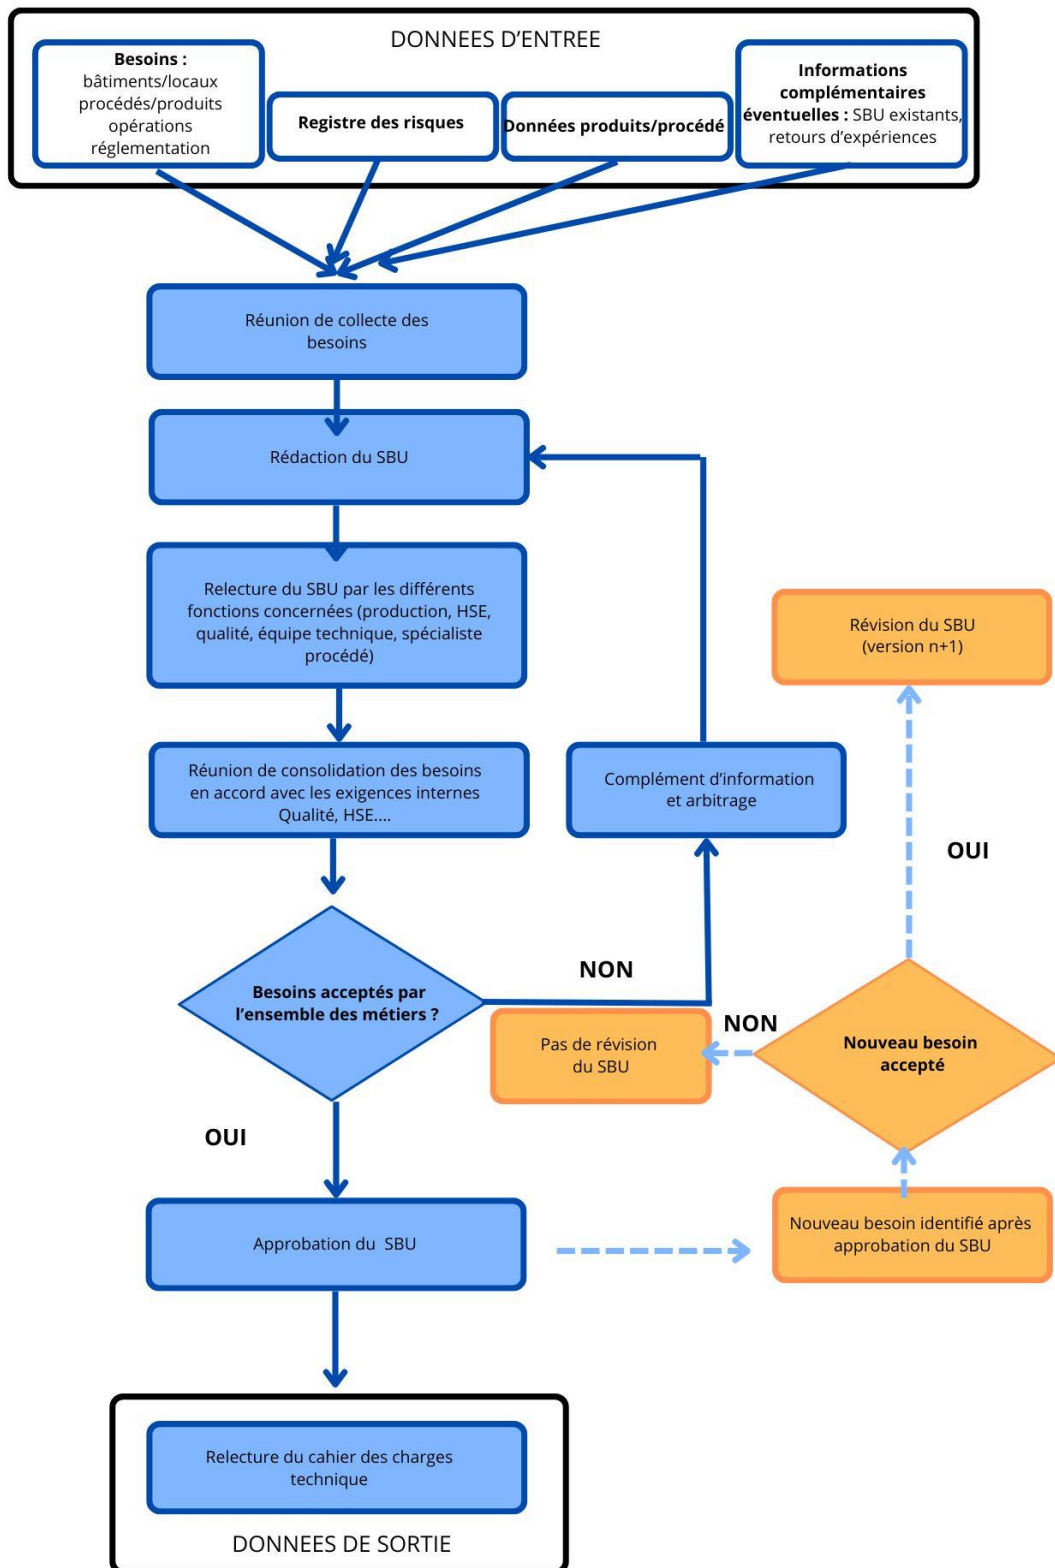 DONNEES D’ENTREE
Besoins :
bâtiments/locaux
procédés/produits
opérations
réglementation
Registre des risques
Données produits/procédé
Informations
complémentaires
éventuelles : SBU existants,
retours d’expériences
Réunion de collecte des
besoins
Rédaction du SBU
Relecture du SBU par les différents
fonctions concernées (production, HSE,
qualité, équipe technique, spécialiste
procédé)
Révision du SBU
(version n+1)
Réunion de consolidation des besoins
en accord avec les exigences internes
Qualité, HSE....
Complément d’information
et arbitrage
OUI
Besoins acceptés par
l’ensemble des métiers ?
NON
NON
Pas de révision
du SBU
Nouveau besoin
accepté
OUI
Approbation du  SBU
Nouveau besoin identifié après
approbation du SBU
Relecture du cahier des charges
technique
DONNEES DE SORTIE